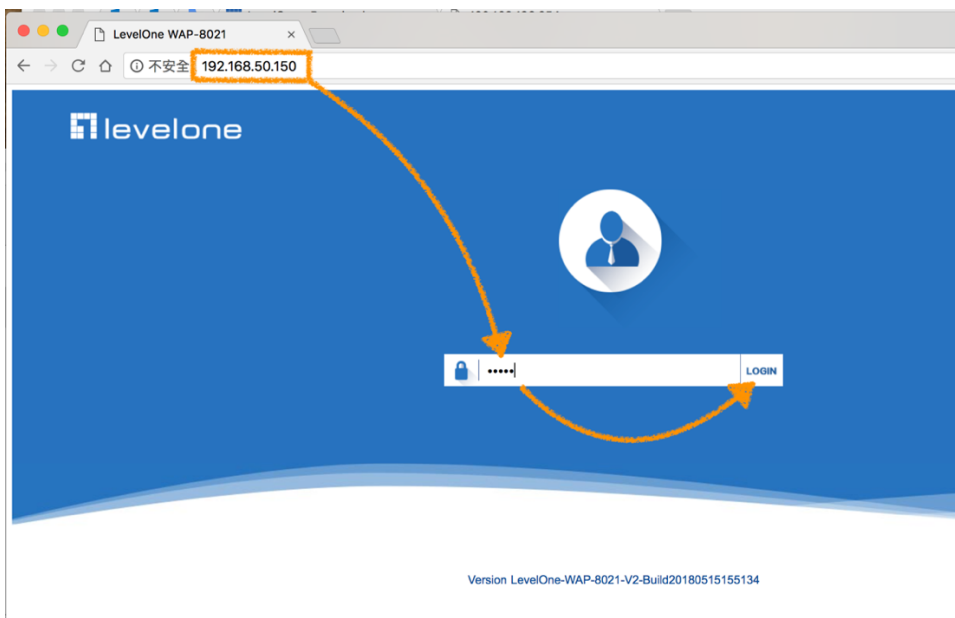 LevelOne WAP-8021
不安全 192.168.50.150
levelone
•••••
LOGIN
Version LevelOne-WAP-8021-V2-Build20180515155134